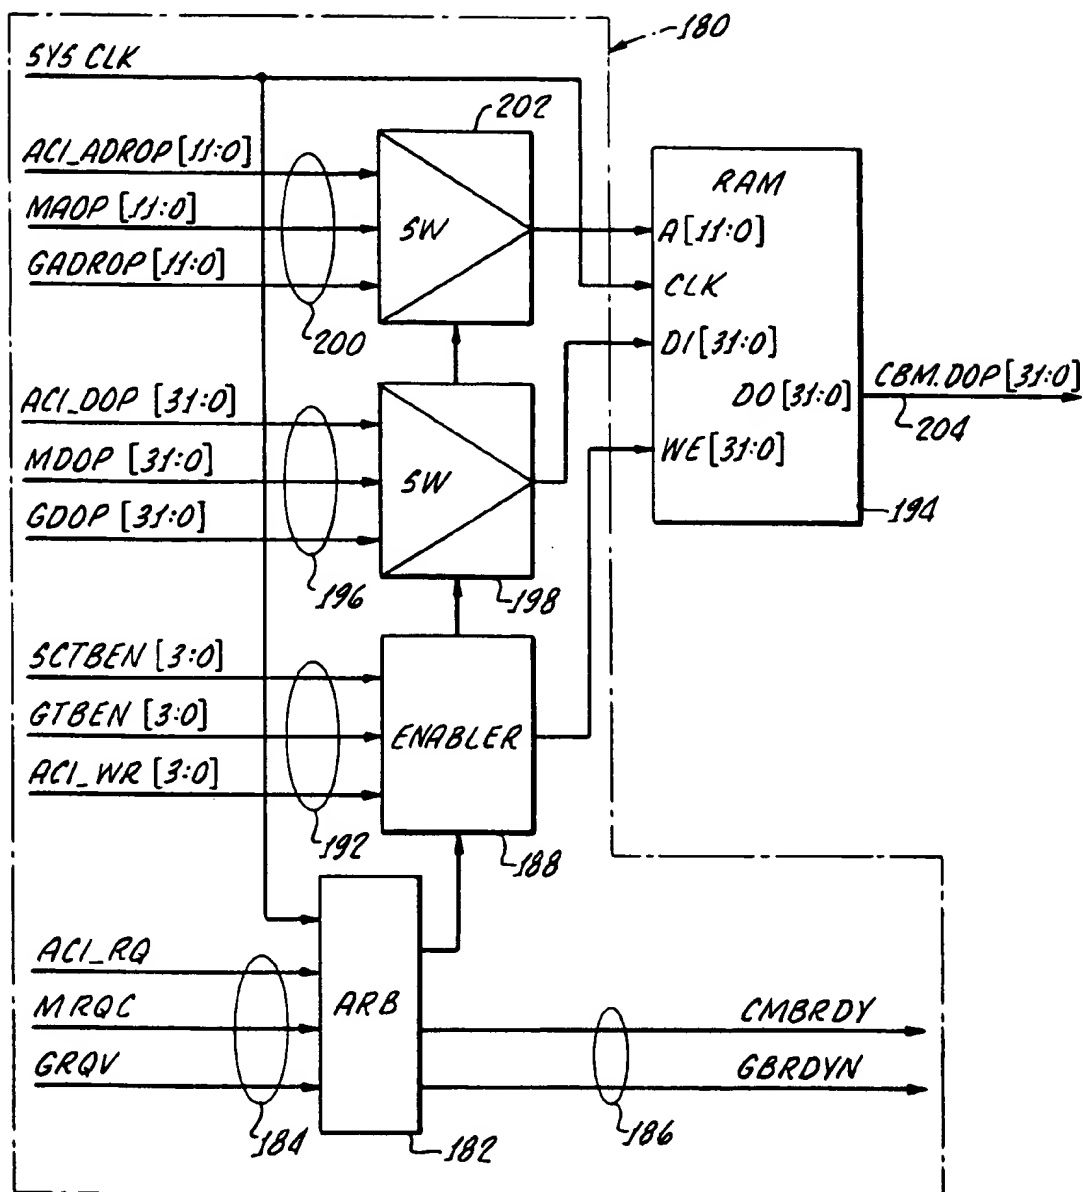 180
SYS CLK
202
ACI_ADROP [11:0]
MAOP [11:0]
GADROP [11:0]
SW
200
RAM
A [11:0]
CLK
DI [31:0]
DO [31:0]
WE [31:0]
CBM.DOP [31:0]
204
194
ACI_DOP [31:0]
MDOP [31:0]
GDOP [31:0]
SW
196
198
SCTBEN [3:0]
GTBEN [3:0]
ACI_WR [3:0]
ENABLER
192
188
ACI_RQ
MRQC
GRQV
ARB
CMBRDY
GBRDYN
184
182
186